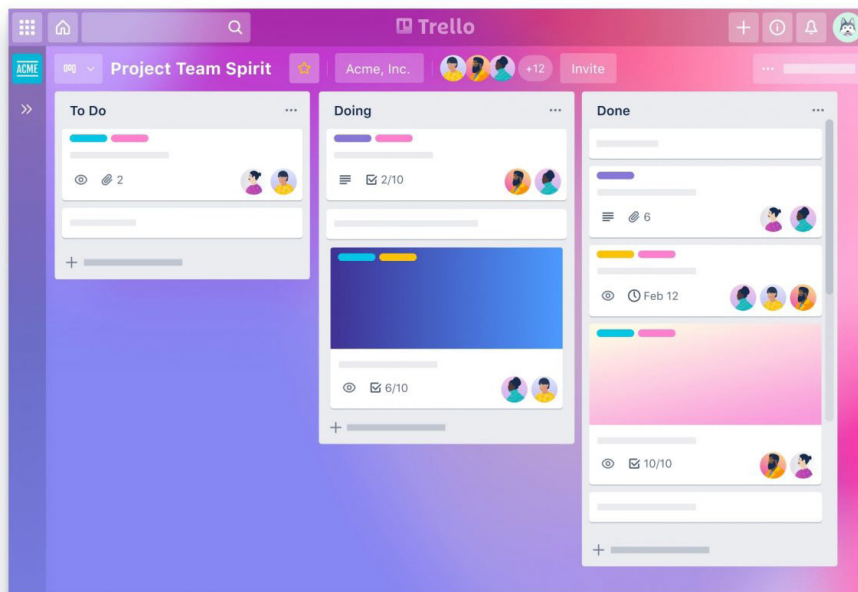 Trello
ACME
Project Team Spirit
Acme, Inc.
+12
Invite
To Do
2
Doing
2/10
6/10
Done
6
Feb 12
10/10